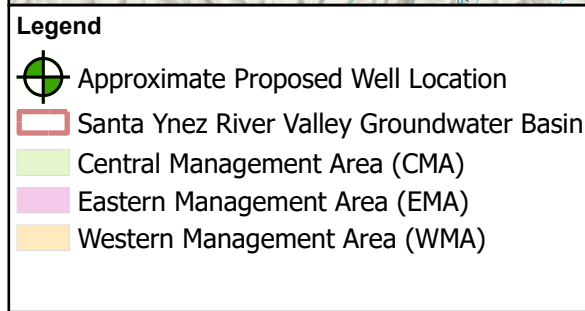 Legend
Approximate Proposed Well Location
Santa Ynez River Valley Groundwater Basin
Central Management Area (CMA)
Eastern Management Area (EMA)
Western Management Area (WMA)